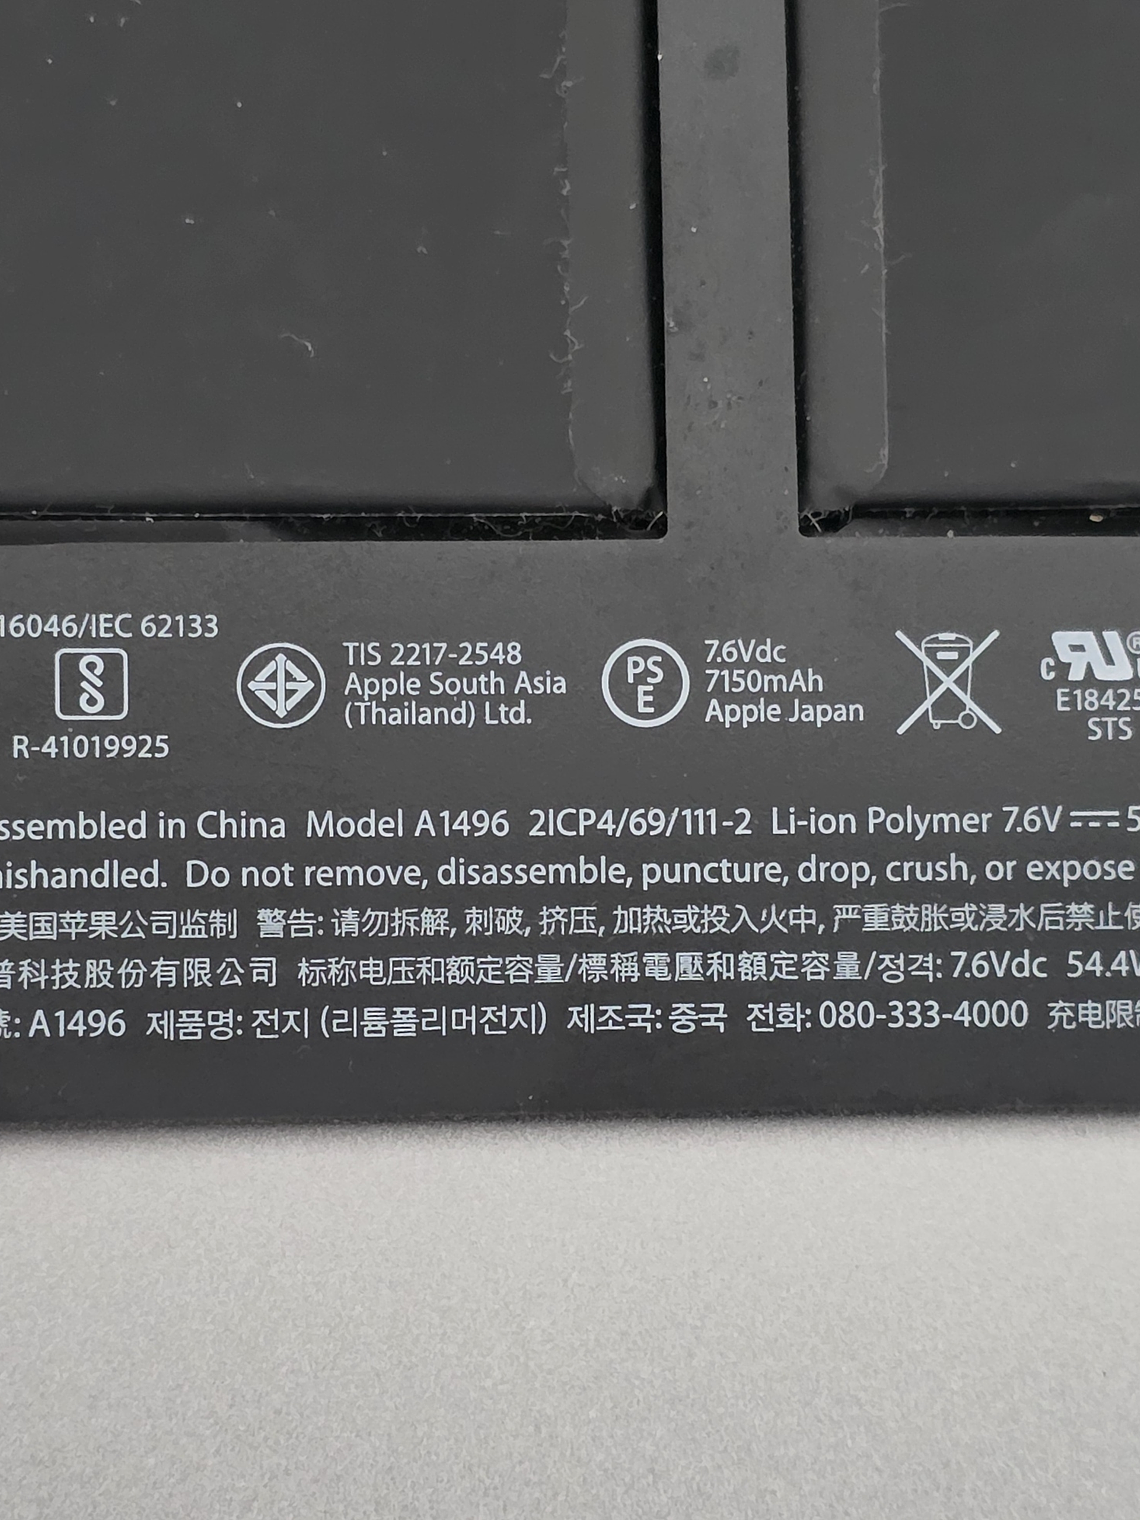 16046/IEC 62133
R-41019925
TIS 2217-2548
Apple South Asia
(Thailand) Ltd.
PS
E
7.6Vdc
7150mAh
Apple Japan
c RU®
E18425
STS
ssembled in China Model A1496 2ICP4/69/111-2 Li-ion Polymer 7.6V ⎓ 5
ishandled. Do not remove, disassemble, puncture, drop, crush, or expose
美国苹果公司监制 警告: 请勿拆解, 刺破, 挤压, 加热或投入火中, 严重鼓胀或浸水后禁止使
普科技股份有限公司 标称电压和额定容量/標稱電壓和額定容量/정격: 7.6Vdc 54.4W
號: A1496 제품명: 전지 (리튬폴리머전지) 제조국: 중국 전화: 080-333-4000 充电限制